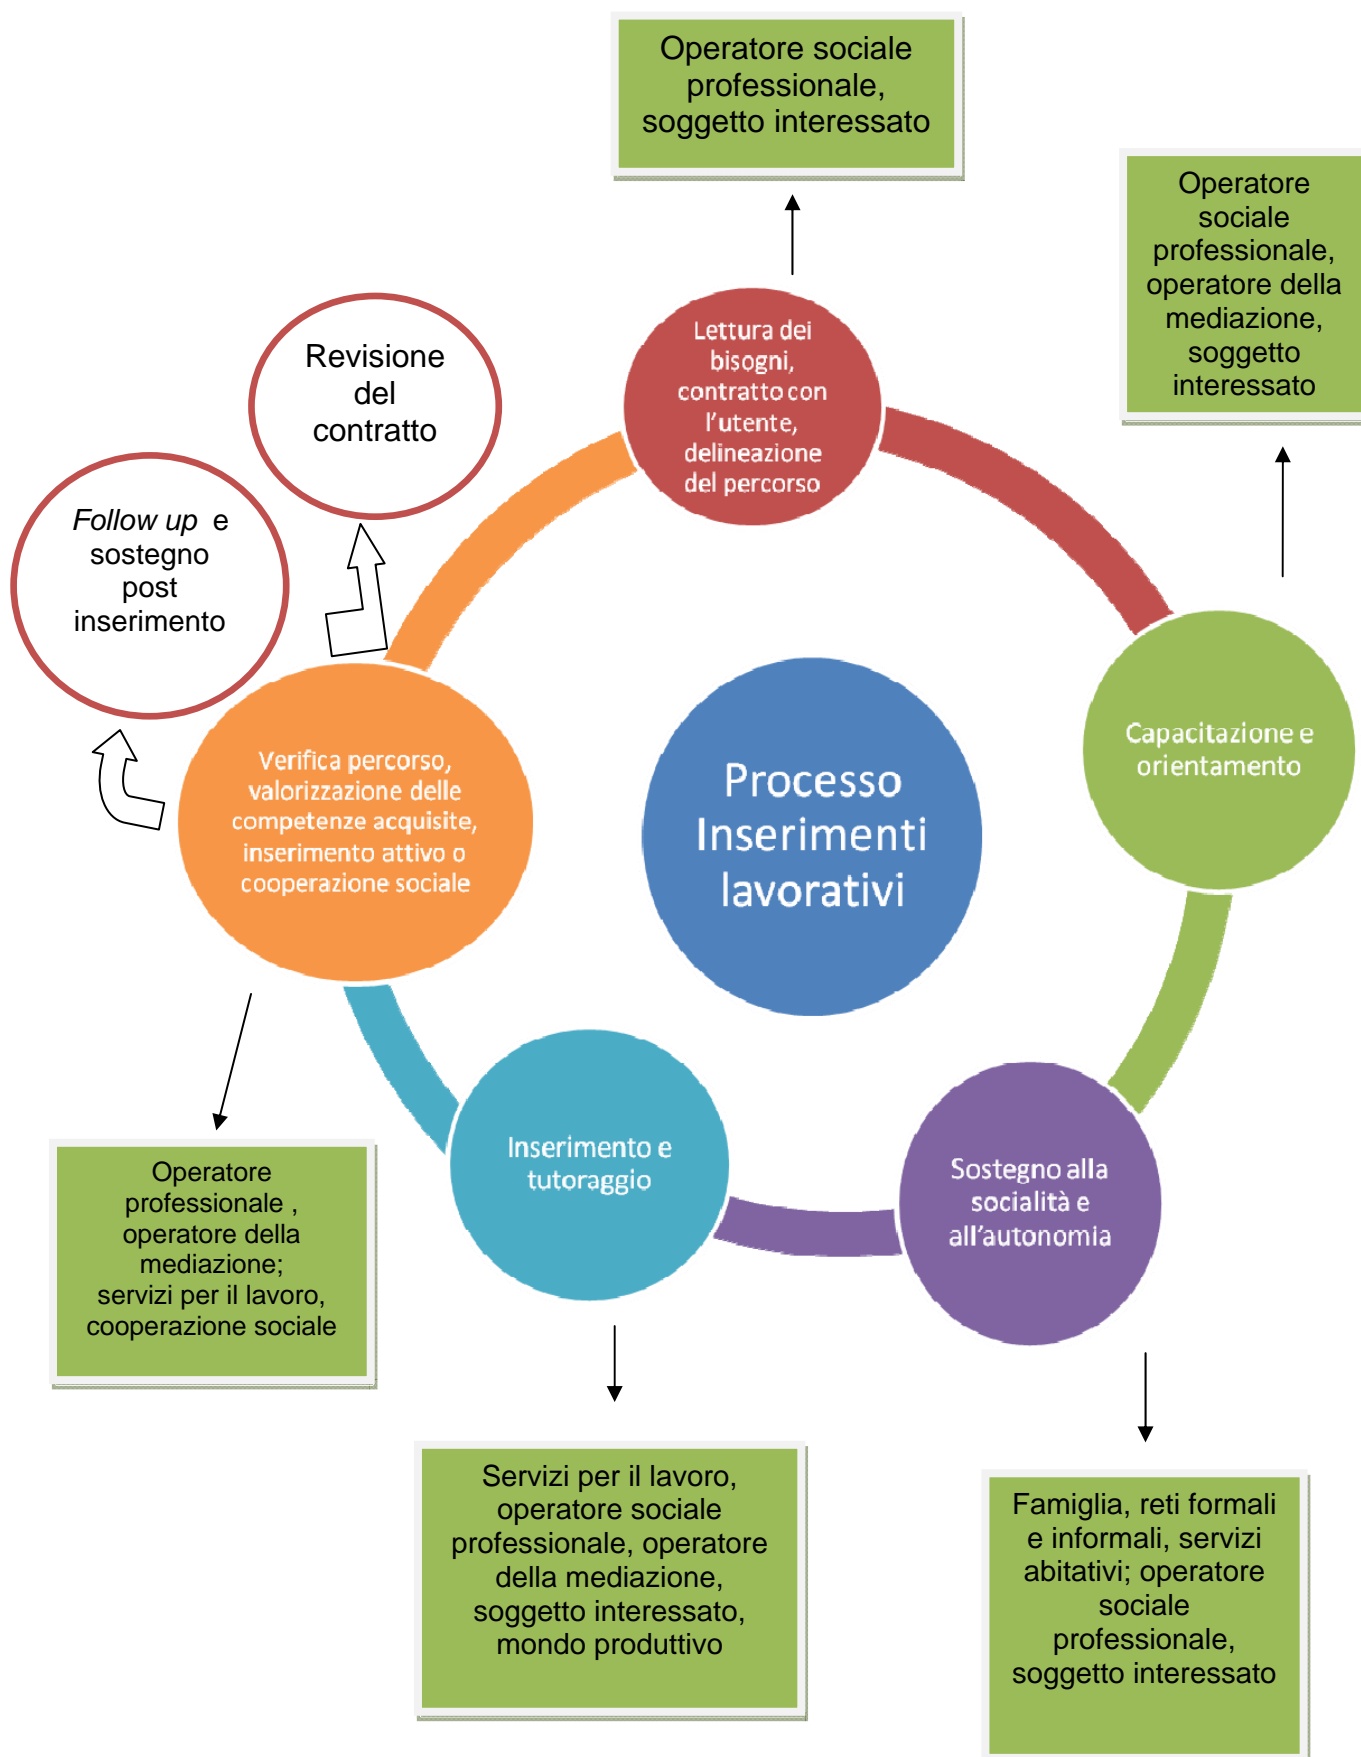 Operatore sociale
professionale,
soggetto interessato
Operatore
sociale
professionale,
operatore della
mediazione,
soggetto
interessato
Lettura dei
bisogni,
contratto con
l'utente,
delineazione
del percorso
Revisione
del
contratto
Follow up e
sostegno
post
inserimento
Capacitazione e
orientamento
Verifica percorso,
valorizzazione delle
competenze acquisite,
inserimento attivo o
cooperazione sociale
Processo
Inserimenti
lavorativi
Inserimento e
tutoraggio
Sostegno alla
socialità e
all'autonomia
Operatore
professionale ,
operatore della
mediazione;
servizi per il lavoro,
cooperazione sociale
Servizi per il lavoro,
operatore sociale
professionale, operatore
della mediazione,
soggetto interessato,
mondo produttivo
Famiglia, reti formali
e informali, servizi
abitativi; operatore
sociale
professionale,
soggetto interessato